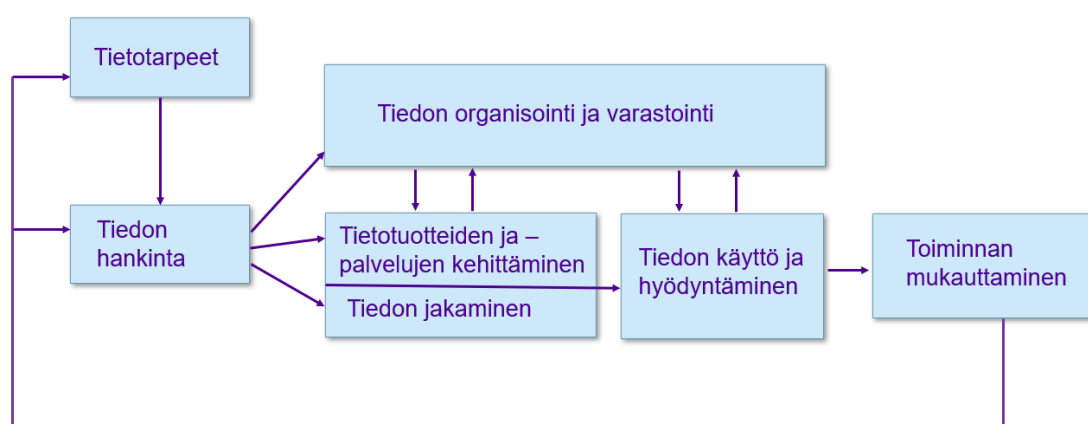 Tietotarpeet
Tiedon organisointi ja varastointi
Tiedon
hankinta
Tietotuotteiden ja –
palvelujen kehittäminen
Tiedon jakaminen
Tiedon käyttö ja
hyödyntäminen
Toiminnan
mukauttaminen